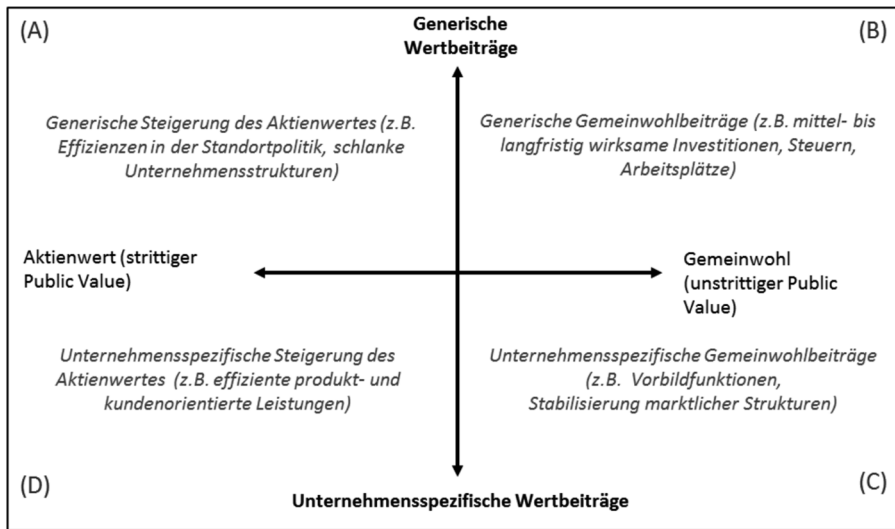 (A)
Generische
Wertbeiträge
(B)
Generische Steigerung des Aktienwertes (z.B.
Effizienzen in der Standortpolitik, schlanke
Unternehmensstrukturen)
Generische Gemeinwohlbeiträge (z.B. mittel- bis
langfristig wirksame Investitionen, Steuern,
Arbeitsplätze)
Aktienwert (strittiger
Public Value)
Gemeinwohl
(unstrittiger Public
Value)
Unternehmensspezifische Steigerung des
Aktienwertes (z.B. effiziente produkt- und
kundenorientierte Leistungen)
Unternehmensspezifische Gemeinwohlbeiträge
(z.B. Vorbildfunktionen,
Stabilisierung marktlicher Strukturen)
(D)
Unternehmensspezifische Wertbeiträge
(C)